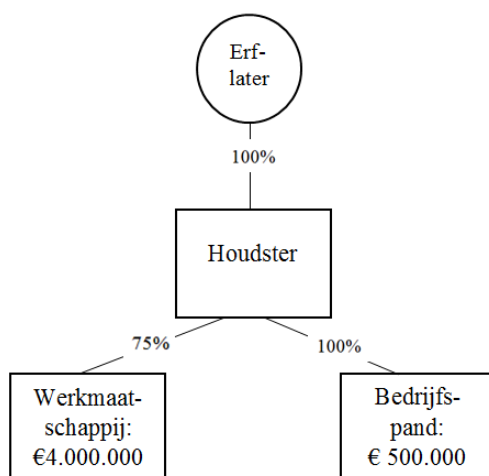 Erf-
later
100%
Houdster
75%
100%
Werkmaat-
schappij:
€4.000.000
Bedrijfs-
pand:
€ 500.000